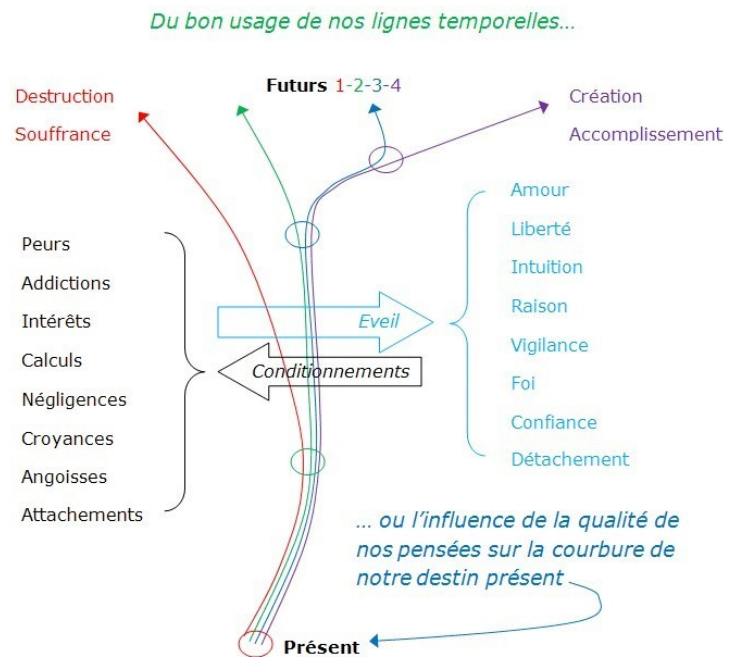 Du bon usage de nos lignes temporelles...
Futurs 1-2-3-4
Destruction
Souffrance
Création
Accomplissement
Peurs
Addictions
Intérêts
Calculs
Négligences
Croyances
Angoisses
Attachements
Eveil
Conditionnements
Amour
Liberté
Intuition
Raison
Vigilance
Foi
Confiance
Détachement
... ou l'influence de la qualité de
nos pensées sur la courbure de
notre destin présent
Présent